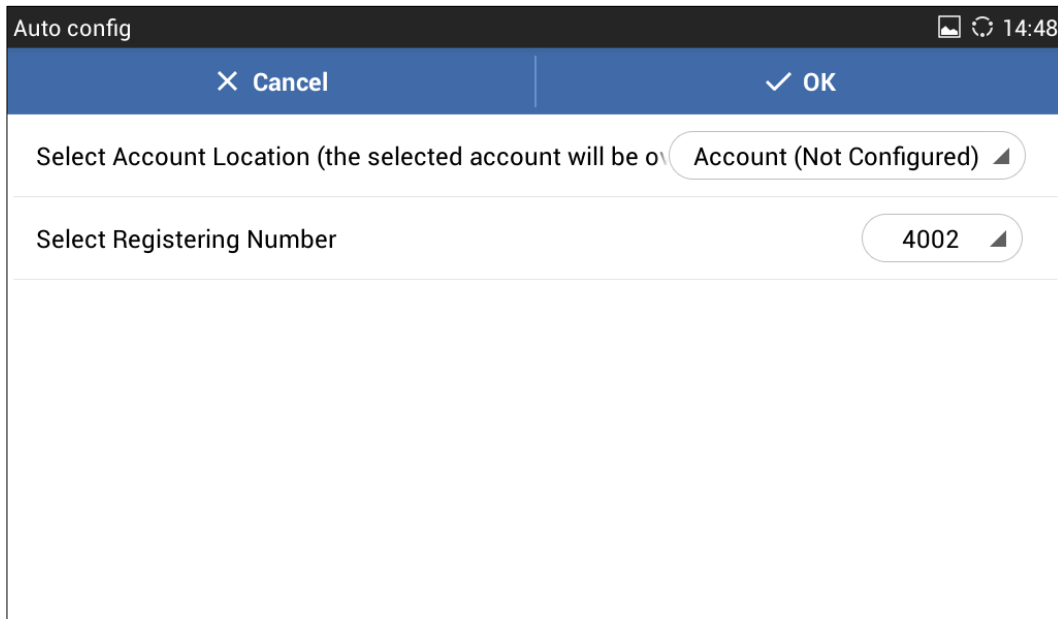 Auto config 14:48
Cancel OK
Select Account Location (the selected account will be Account (Not Configured)
Select Registering Number 4002